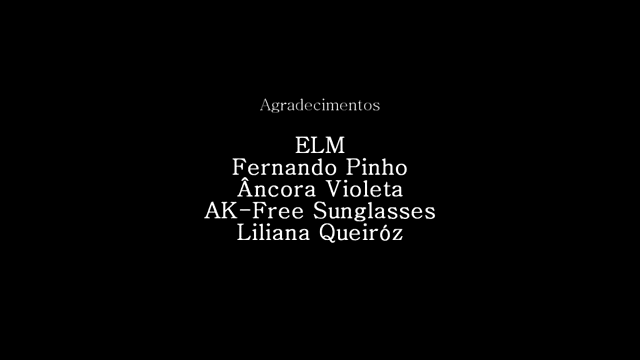 Agradecimentos
ELM
Fernando Pinho
Âncora Violeta
AK-Free Sunglasses
Liliana Queiróz